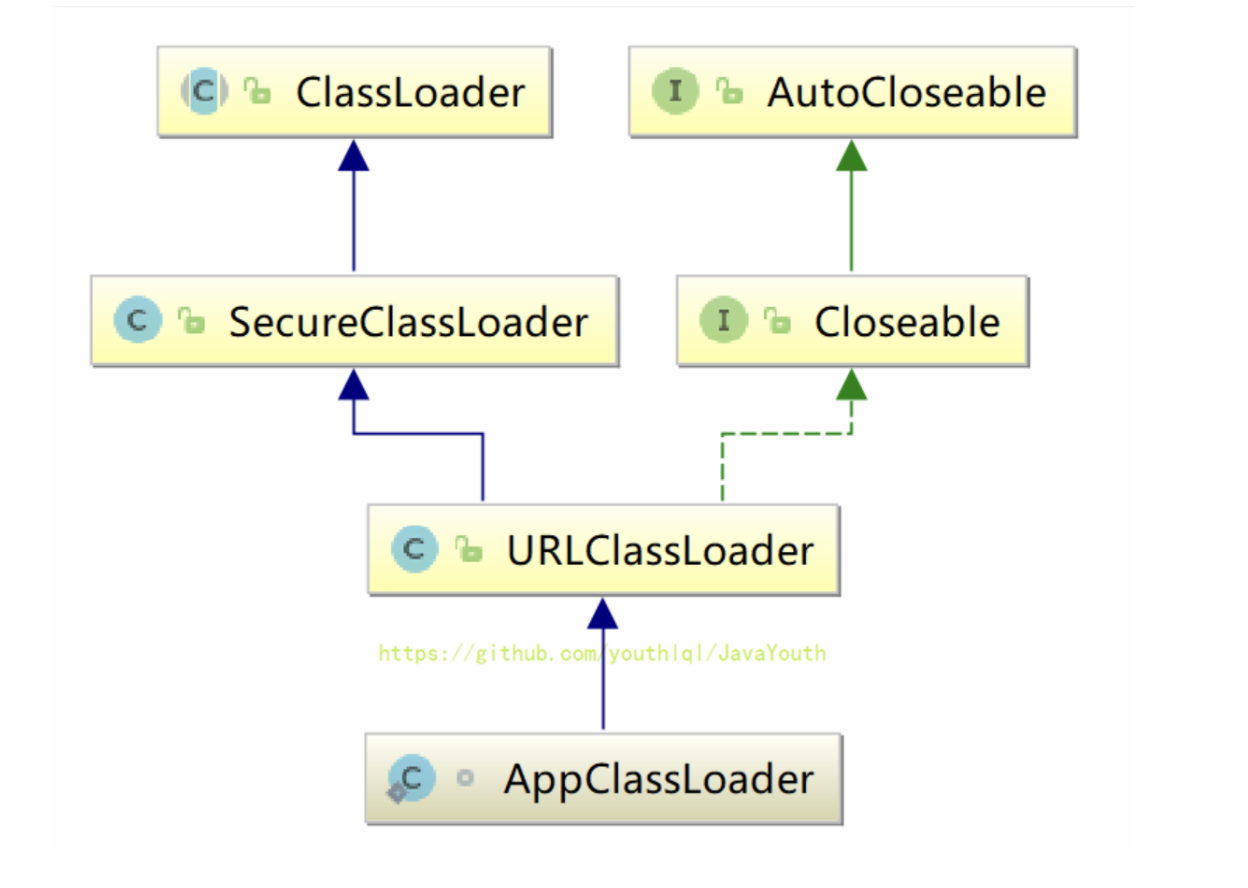 C ClassLoader
I AutoCloseable
C SecureClassLoader
I Closeable
C URLClassLoader
https://github.com/youthlql/JavaYouth
C AppClassLoader